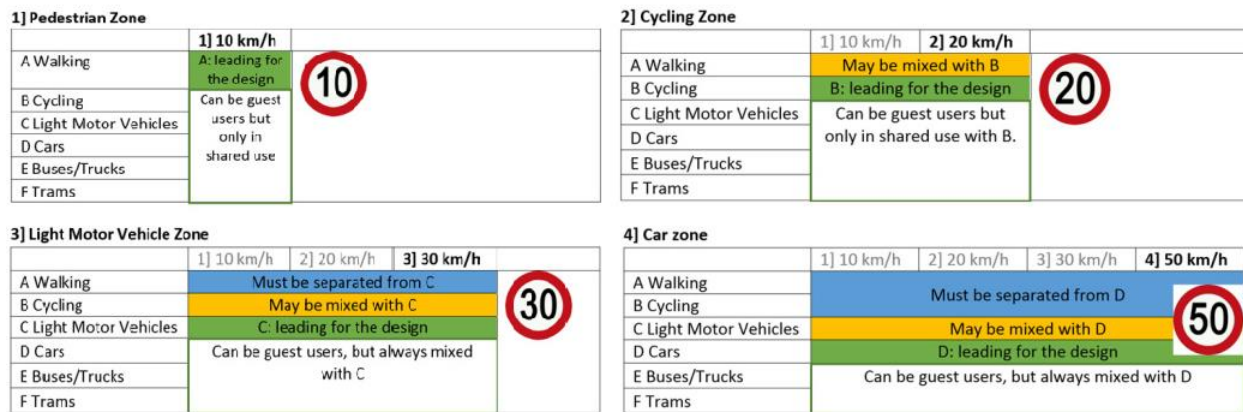 1] Pedestrian Zone
1] 10 km/h
A Walking
A: leading for
the design
10
B Cycling
Can be guest
users but
only in
shared use
C Light Motor Vehicles
D Cars
E Buses/Trucks
F Trams
2] Cycling Zone
1] 10 km/h 2] 20 km/h
A Walking May be mixed with B
B Cycling B: leading for the design
20
C Light Motor Vehicles
Can be guest users but
only in shared use with B.
D Cars
E Buses/Trucks
F Trams
3] Light Motor Vehicle Zone
1] 10 km/h 2] 20 km/h 3] 30 km/h
A Walking Must be separated from C
B Cycling May be mixed with C
30
C Light Motor Vehicles C: leading for the design
D Cars
Can be guest users, but always mixed
with C
E Buses/Trucks
F Trams
4] Car zone
1] 10 km/h 2] 20 km/h 3] 30 km/h 4] 50 km/h
A Walking
Must be separated from D
B Cycling
50
C Light Motor Vehicles May be mixed with D
D Cars D: leading for the design
E Buses/Trucks Can be guest users, but always mixed with D
F Trams